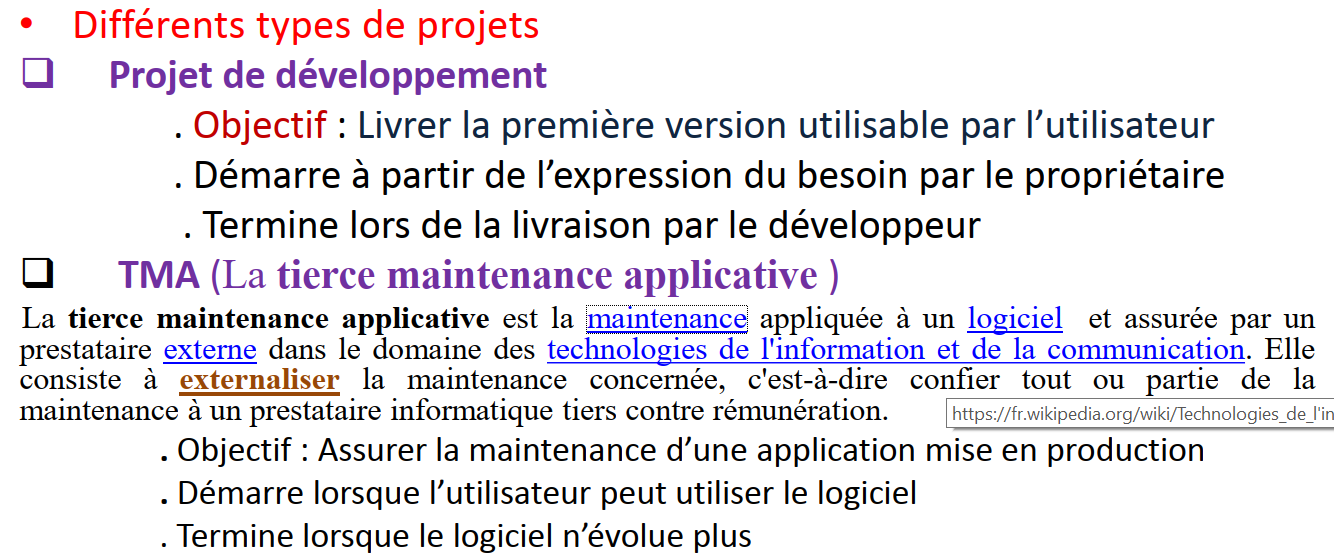 • Différents types de projets
❑ Projet de développement
. Objectif : Livrer la première version utilisable par l’utilisateur
. Démarre à partir de l’expression du besoin par le propriétaire
. Termine lors de la livraison par le développeur
❑ TMA (La tierce maintenance applicative )
La tierce maintenance applicative est la maintenance appliquée à un logiciel et assurée par un
prestataire externe dans le domaine des technologies de l'information et de la communication. Elle
consiste à externaliser la maintenance concernée, c'est-à-dire confier tout ou partie de la
maintenance à un prestataire informatique tiers contre rémunération.
https://fr.wikipedia.org/wiki/Technologies_de_l'in
. Objectif : Assurer la maintenance d’une application mise en production
. Démarre lorsque l’utilisateur peut utiliser le logiciel
. Termine lorsque le logiciel n’évolue plus